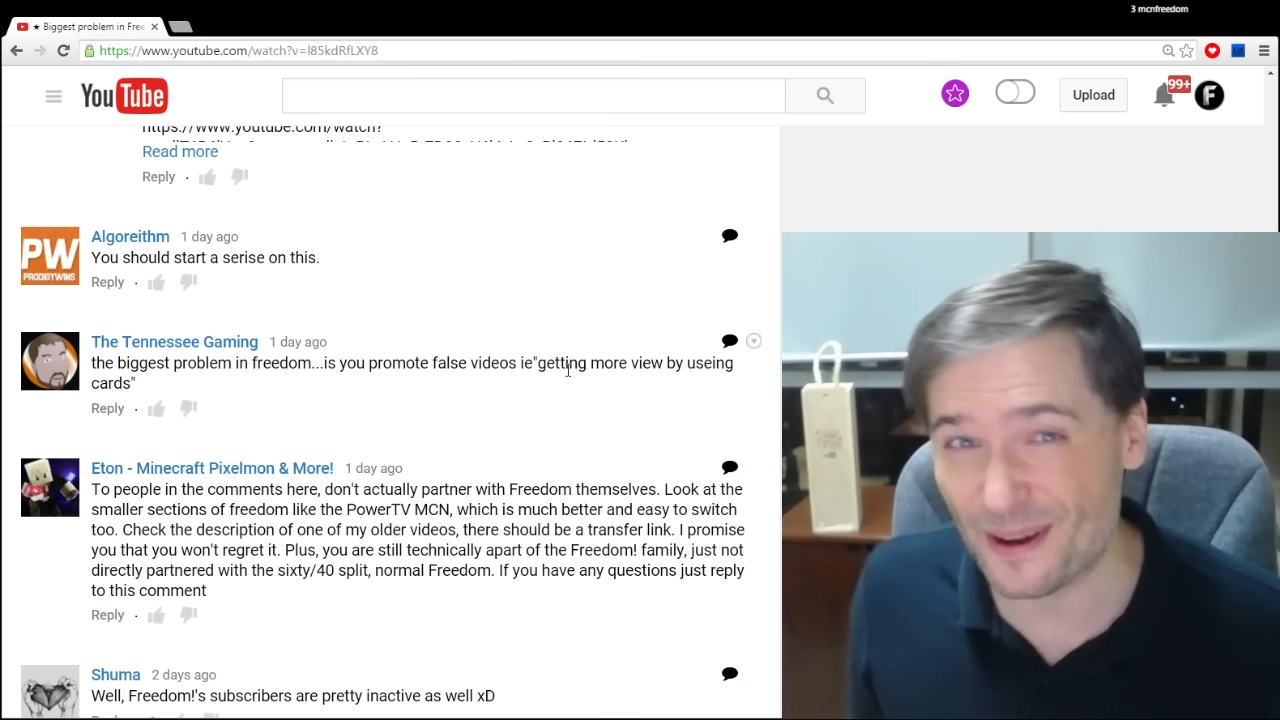 3 mcnfreedom
★ Biggest problem in Free
https://www.youtube.com/watch?v=l85kdRfLXY8
YouTube
Upload
99+
F
https://www.youtube.com/watch?
Read more
Reply
Algoreithm 1 day ago
You should start a serise on this.
Reply
PW
PRODIGYWINS
The Tennessee Gaming 1 day ago
the biggest problem in freedom...is you promote false videos ie"getting more view by useing
cards"
Reply
Eton - Minecraft Pixelmon & More! 1 day ago
To people in the comments here, don't actually partner with Freedom themselves. Look at the
smaller sections of freedom like the PowerTV MCN, which is much better and easy to switch
too. Check the description of one of my older videos, there should be a transfer link. I promise
you that you won't regret it. Plus, you are still technically apart of the Freedom! family, just not
directly partnered with the sixty/40 split, normal Freedom. If you have any questions just reply
to this comment
Reply
Shuma 2 days ago
Well, Freedom!'s subscribers are pretty inactive as well xD